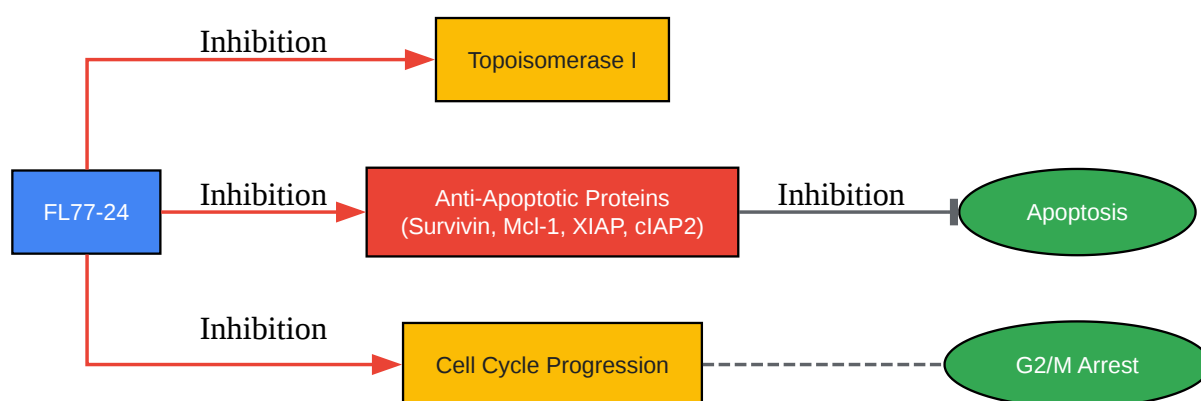 Inhibition
Topoisomerase I
FL77-24
Inhibition
Anti-Apoptotic Proteins
(Survivin, Mcl-1, XIAP, cIAP2)
Inhibition
Apoptosis
Inhibition
Cell Cycle Progression
G2/M Arrest